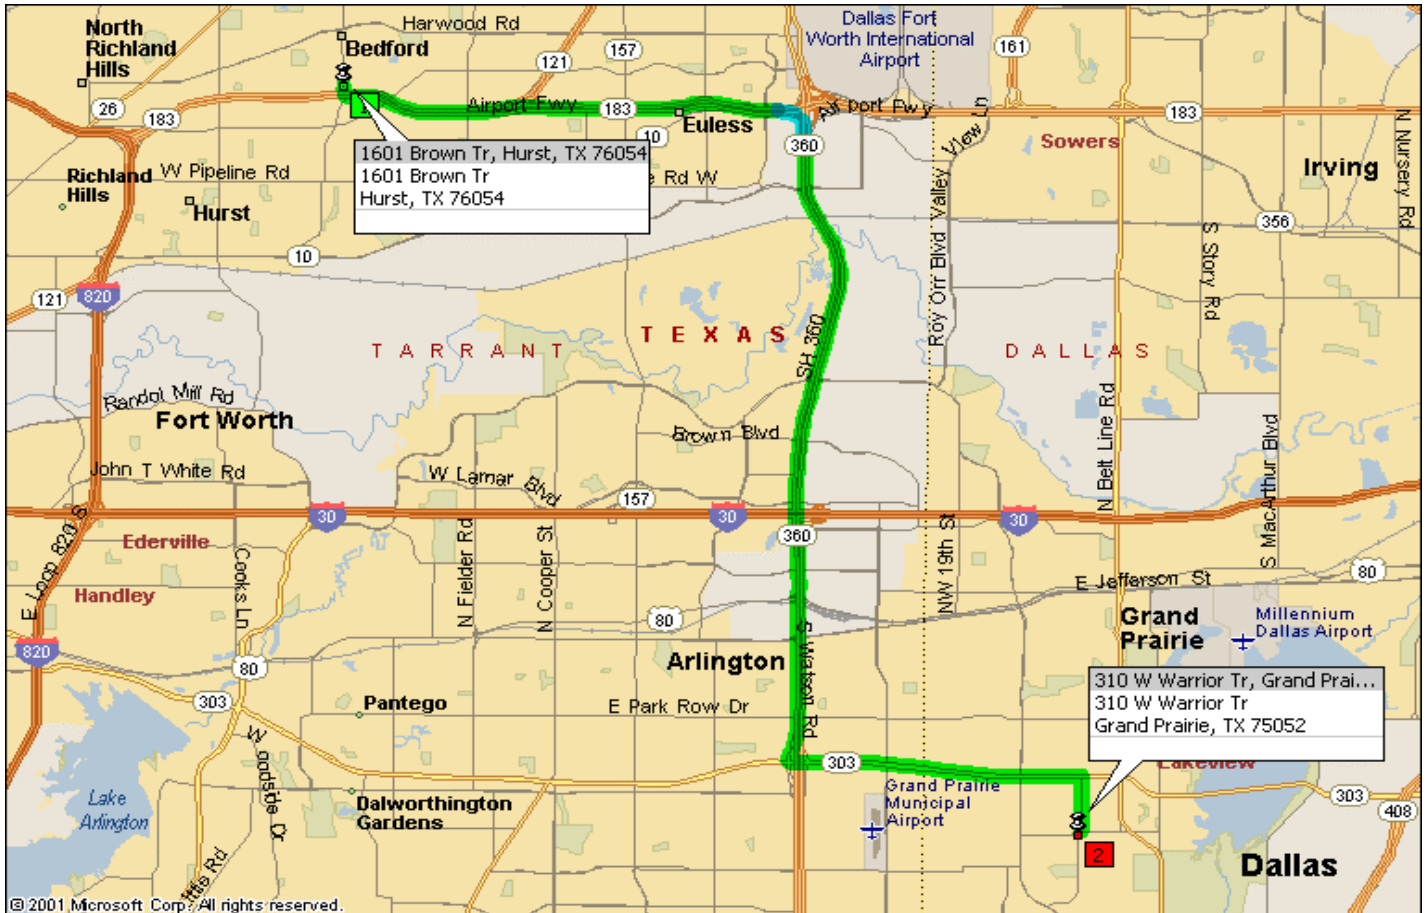 North
Richland
Hills
Harwood Rd
Bedford
157
121
Dallas Fort
Worth International
Airport
161
26
183
1
Airport Fwy
183
Euless
10
Airport Fwy
360
View Ln
183
Sowers
N Nursery Rd
Irving
1601 Brown Tr, Hurst, TX 76054
1601 Brown Tr
Hurst, TX 76054
Richland
Hills
W Pipeline Rd
Rd W
Hurst
10
121
820
Roy Orr Blvd
Valley
S Story Rd
356
TEXAS
TARRANT
DALLAS
SH 360
Randol Mill Rd
Fort Worth
John T White Rd
Brown Blvd
W Lamar Blvd
157
N Belt Line Rd
S MacArthur Blvd
30
30
30
360
E Loop 820 S
Ederville
Handley
Cooks Ln
N Fielder Rd
N Cooper St
NW 19th St
E Jefferson St
80
80
820
80
Grand
Prairie
Millennium
Dallas Airport
Arlington
S Watson Rd
310 W Warrior Tr, Grand Prai...
310 W Warrior Tr
Grand Prairie, TX 75052
303
Pantego
E Park Row Dr
Woodside Dr
303
Lakeview
Lake
Arlington
Dalworthington
Gardens
Grand Prairie
Municipal
Airport
303
408
2
Dallas
© 2001 Microsoft Corp. All rights reserved.